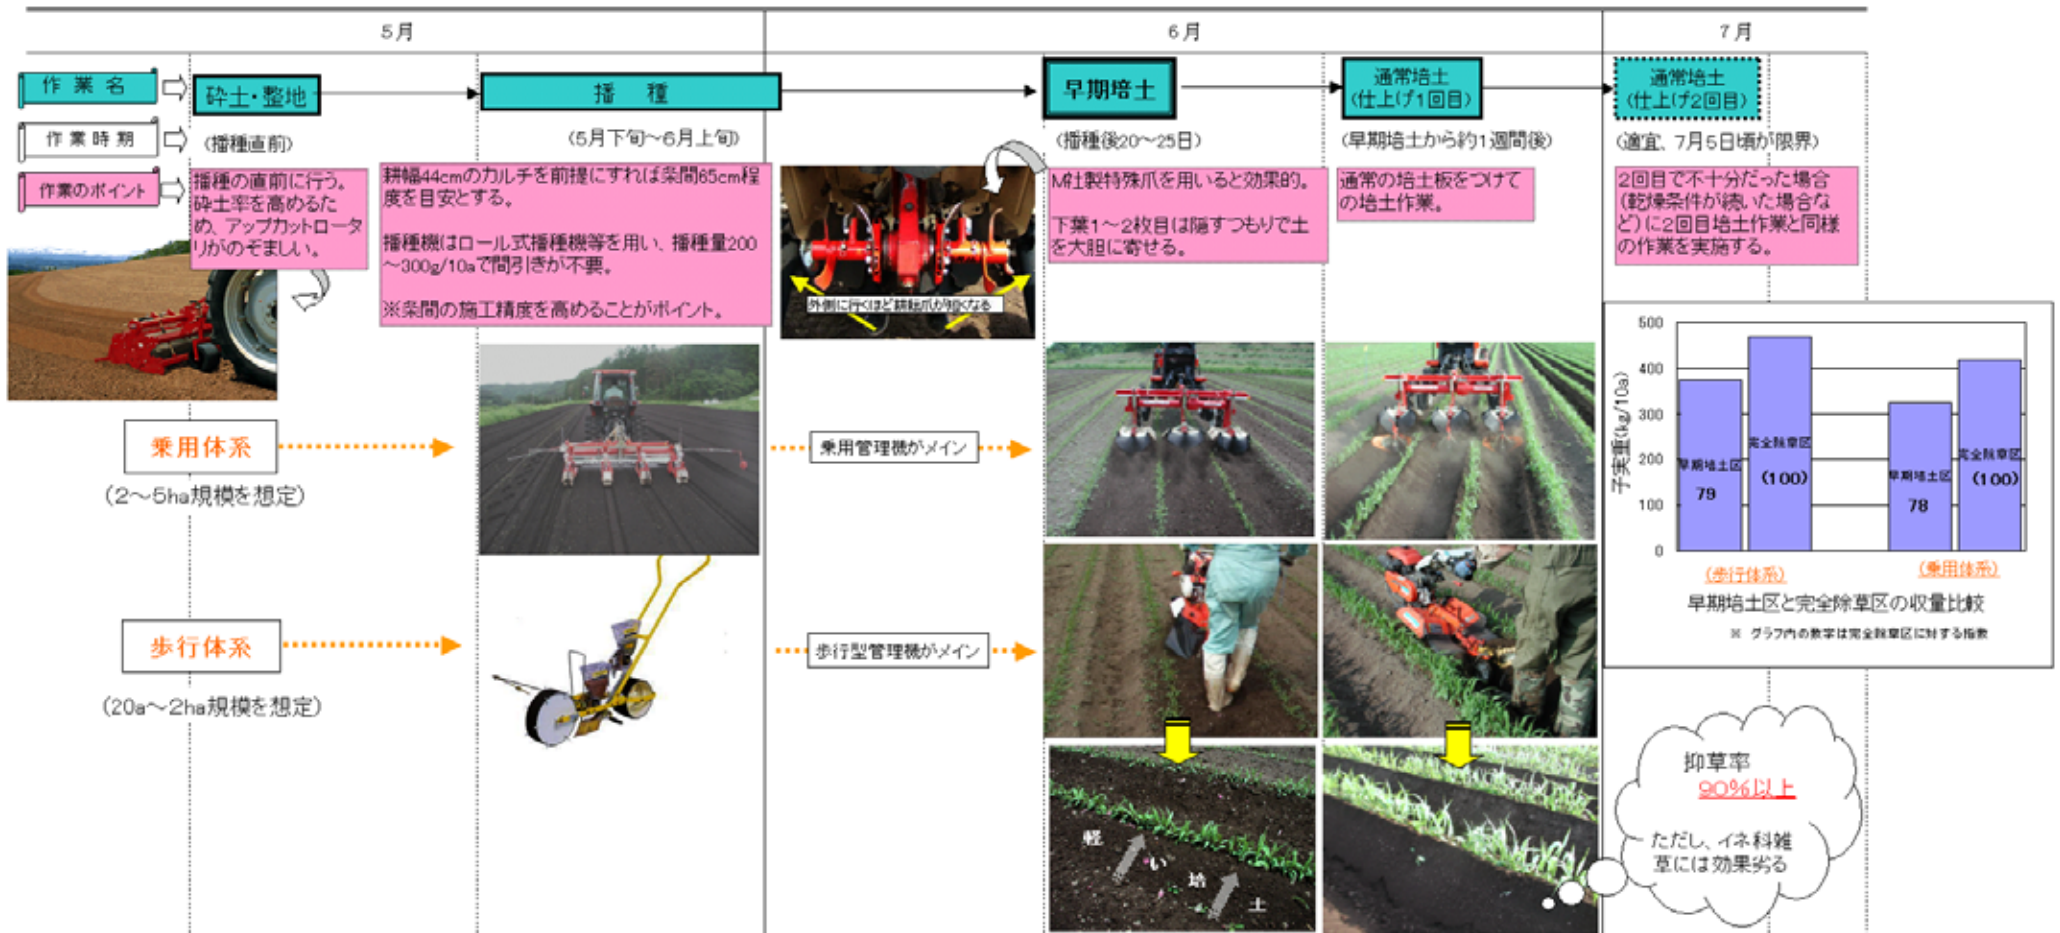 5月
6月
7月
作業名
砕土・整地
播種
早期培土
通常培土
(仕上げ1回目)
通常培土
(仕上げ2回目)
作業時期
(播種直前)
(5月下旬～6月上旬)
(播種後20～25日)
(早期培土から約1週間後)
(適宜、7月5日頃が限界)
作業のポイント
播種の直前に行う。
砕土率を高めるた
め、アップカットロータ
リがのぞましい。
耕幅44cmのカルチを前提にすれば条間65cm程
度を目安とする。
播種機はロール式播種機等を用い、播種量200
～300g/10aで間引きが不要。
※条間の施工精度を高めることがポイント。
外側に行くほど耕耘爪が短くなる
M社製特殊爪を用いると効果的。
下葉1～2枚目は隠すつもりで土
を大胆に寄せる。
通常の培土板をつけて
の培土作業。
2回目で不十分だった場合
(乾燥条件が続いた場合な
ど)に2回目培土作業と同様
の作業を実施する。
乗用体系
(2～5ha規模を想定)
乗用管理機がメイン
歩行体系
(20a～2ha規模を想定)
歩行型管理機がメイン
軽い培土
子実重(kg/10a)
500
400
300
200
100
0
早期培土区
79
完全除草区
(100)
早期培土区
78
完全除草区
(100)
(歩行体系)
(乗用体系)
早期培土区と完全除草区の収量比較
※ グラフ内の数字は完全除草区に対する指数
抑草率
90%以上
ただし、イネ科雑
草には効果劣る